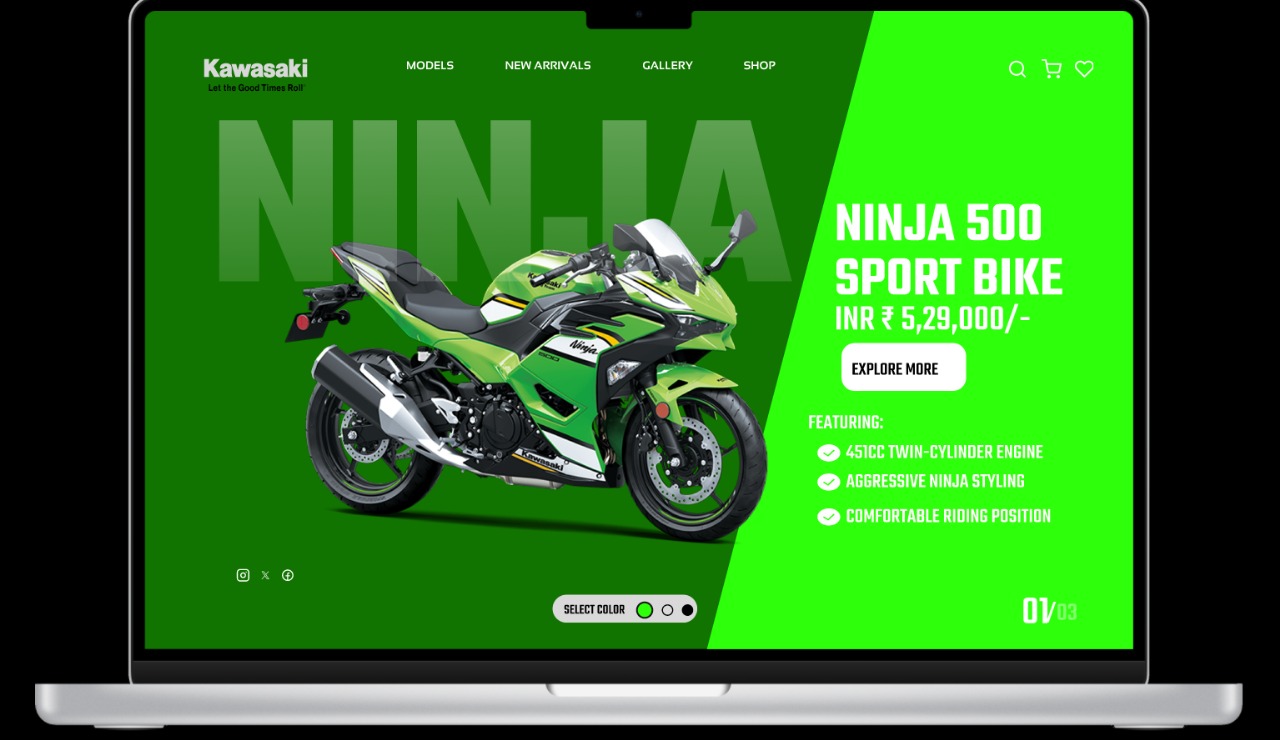 Kawasaki
Let the Good Times Roll
MODELS
NEW ARRIVALS
GALLERY
SHOP
NINJA
NINJA 500
SPORT BIKE
INR ₹ 5,29,000/-
EXPLORE MORE
FEATURING:
451CC TWIN-CYLINDER ENGINE
AGGRESSIVE NINJA STYLING
COMFORTABLE RIDING POSITION
Kawasaki
Ninja
500
Kawasaki
SELECT COLOR
01/03